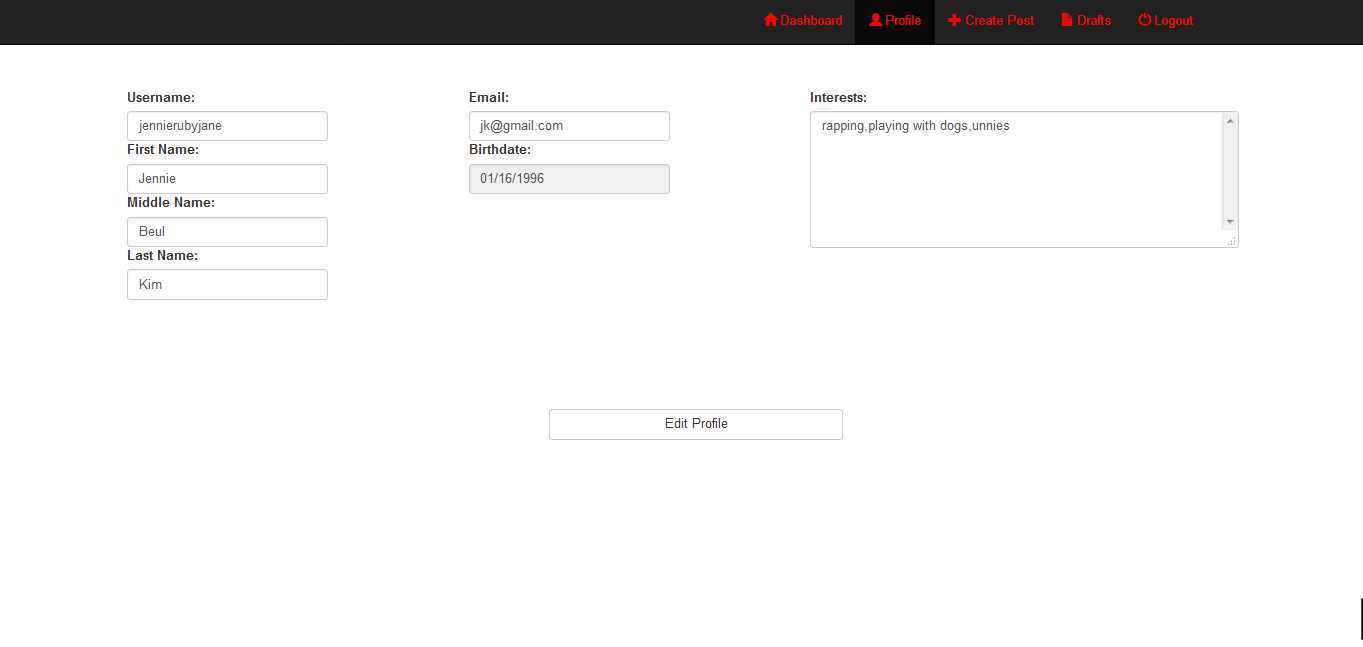 Dashboard Profile Create Post Drafts Logout
Username:
jennierubyjane
First Name:
Jennie
Middle Name:
Beul
Last Name:
Kim
Email:
jk@gmail.com
Birthdate:
01/16/1996
Interests:
rapping,playing with dogs,unnies
Edit Profile